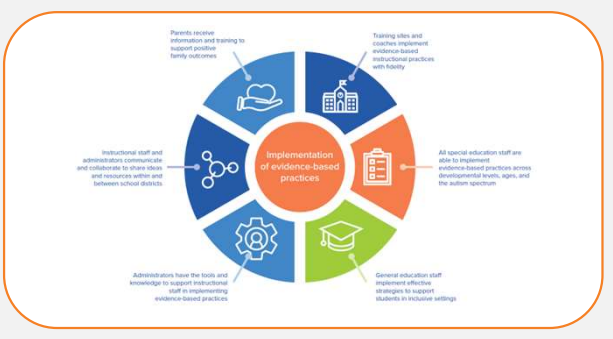 Parents receive
information and training to
support positive
family outcomes
Training sites and
coaches implement
evidence-based
instructional practices
with fidelity
Instructional staff and
administrators communicate
and collaborate to share ideas
and resources within and
between school districts
Implementation
of evidence-based
practices
All special education staff are
able to implement
evidence-based practices across
developmental levels, ages, and
the autism spectrum
Administrators have the tools and
knowledge to support instructional
staff in implementing
evidence-based practices
General education staff
implement effective
strategies to support
students in inclusive settings